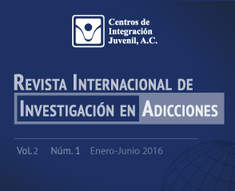 Centros de
Integración
Juvenil, A.C.
REVISTA INTERNACIONAL DE
INVESTIGACIÓN EN ADICCIONES
Vol.2 Núm. 1 Enero-Junio 2016